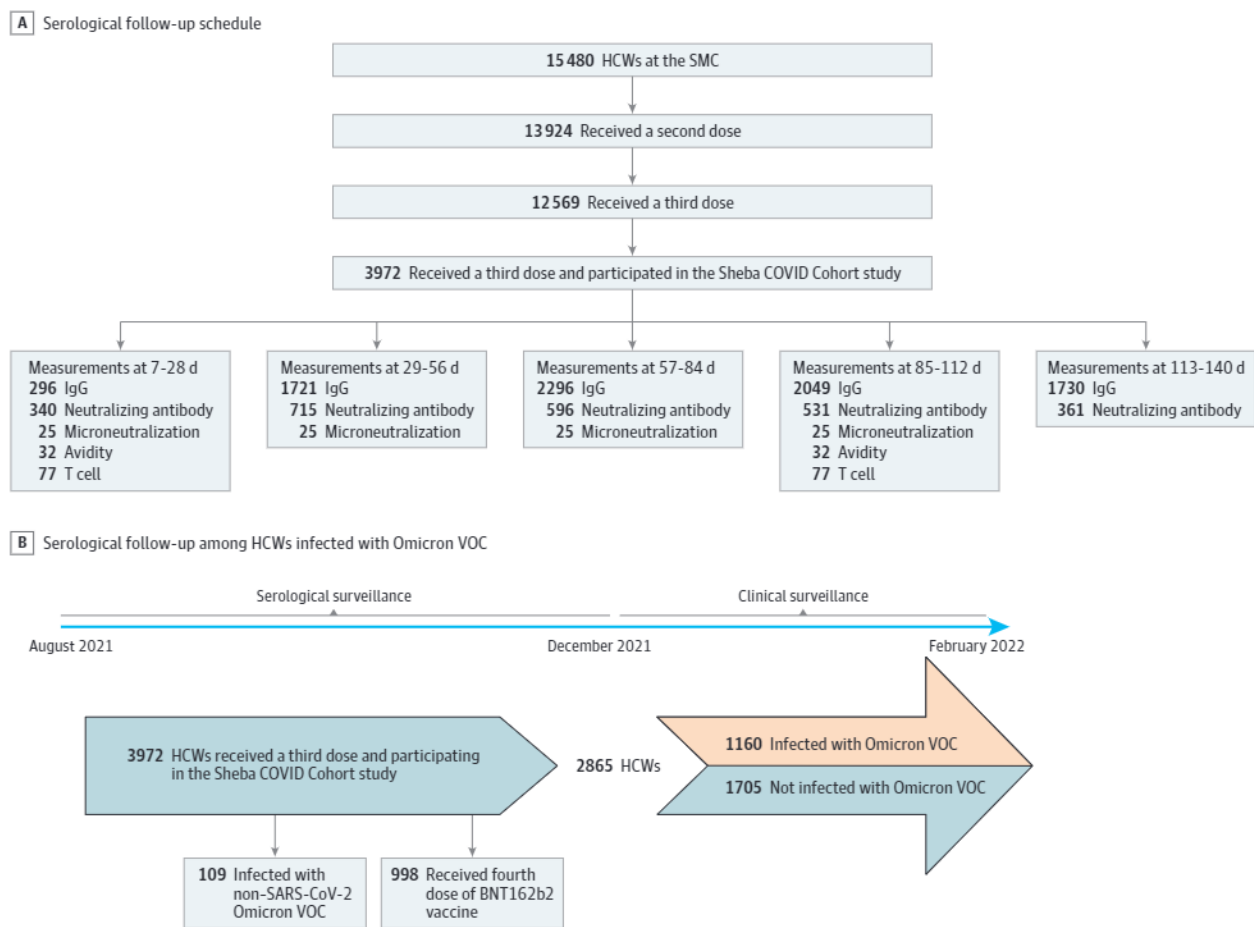 A Serological follow-up schedule
15480 HCWs at the SMC
13924 Received a second dose
12569 Received a third dose
3972 Received a third dose and participated in the Sheba COVID Cohort study
Measurements at 7-28 d
296 IgG
340 Neutralizing antibody
25 Microneutralization
32 Avidity
77 T cell
Measurements at 29-56 d
1721 IgG
715 Neutralizing antibody
25 Microneutralization
Measurements at 57-84 d
2296 IgG
596 Neutralizing antibody
25 Microneutralization
Measurements at 85-112 d
2049 IgG
531 Neutralizing antibody
25 Microneutralization
32 Avidity
77 T cell
Measurements at 113-140 d
1730 IgG
361 Neutralizing antibody
B Serological follow-up among HCWs infected with Omicron VOC
Serological surveillance
Clinical surveillance
August 2021
December 2021
February 2022
3972 HCWs received a third dose and participating
in the Sheba COVID Cohort study
2865 HCWs
1160 Infected with Omicron VOC
1705 Not infected with Omicron VOC
109 Infected with
non-SARS-CoV-2
Omicron VOC
998 Received fourth
dose of BNT162b2
vaccine